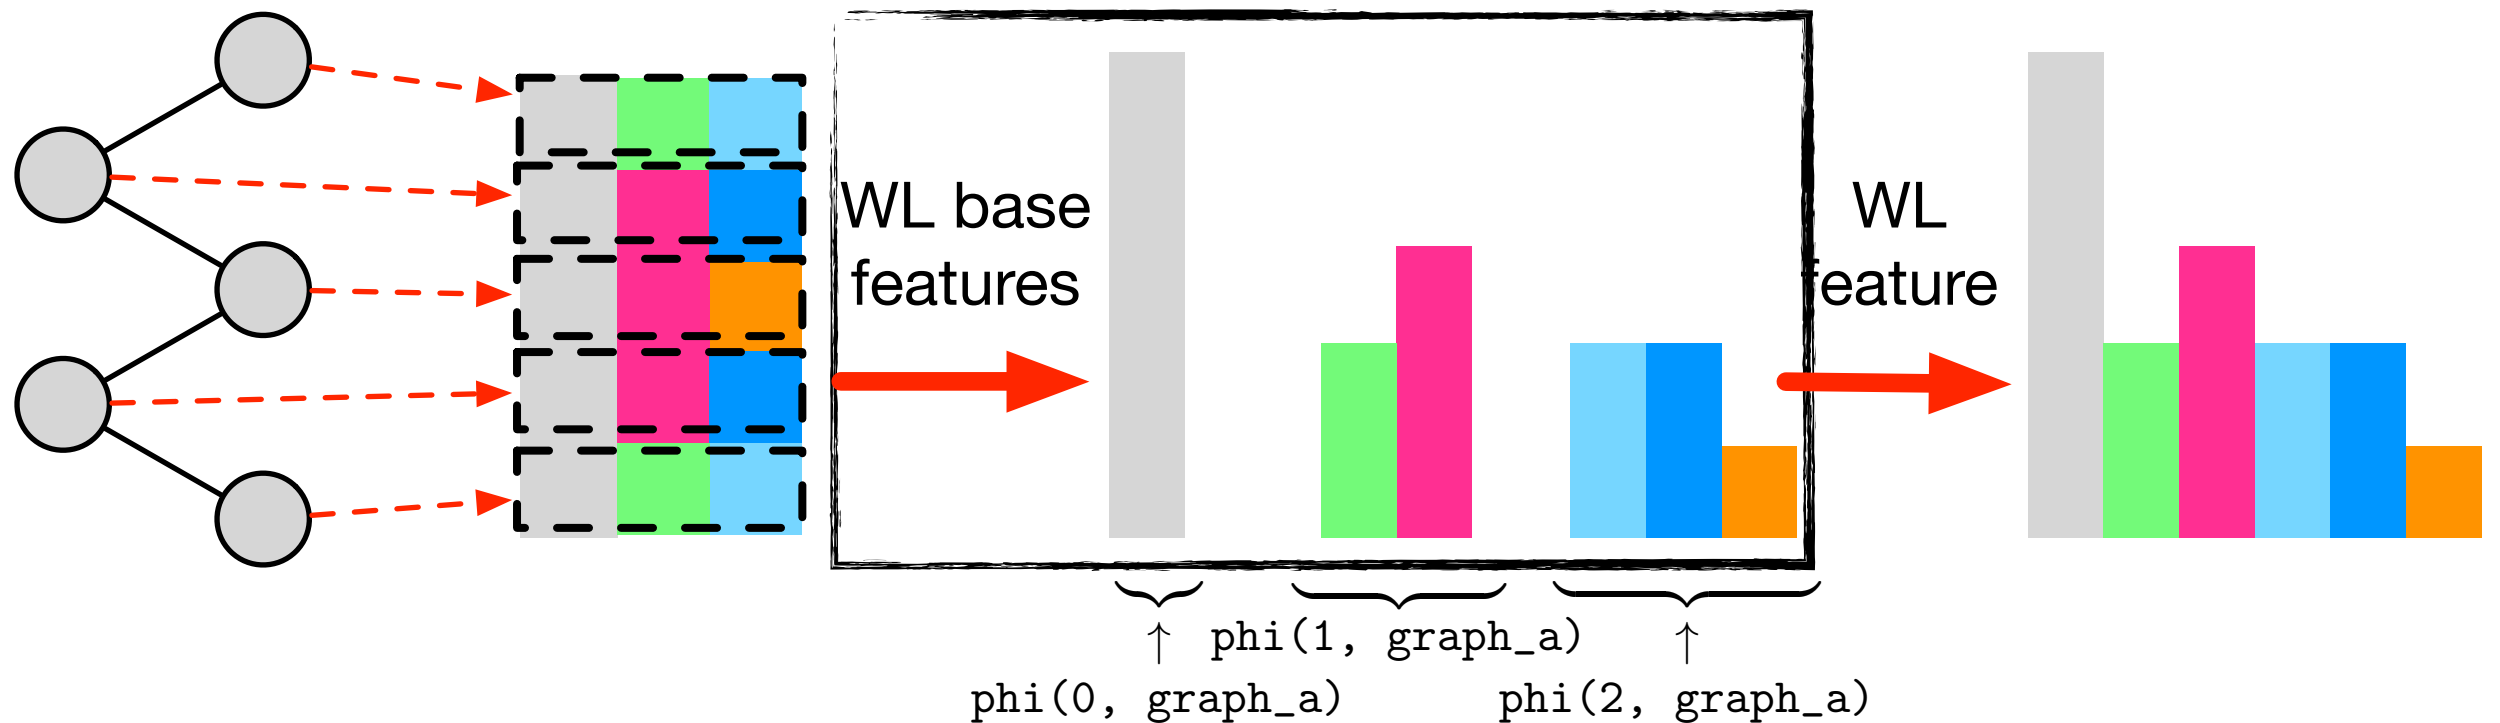 WL base
features
WL
feature
phi(1, graph_a)
phi(0, graph_a)
phi(2, graph_a)